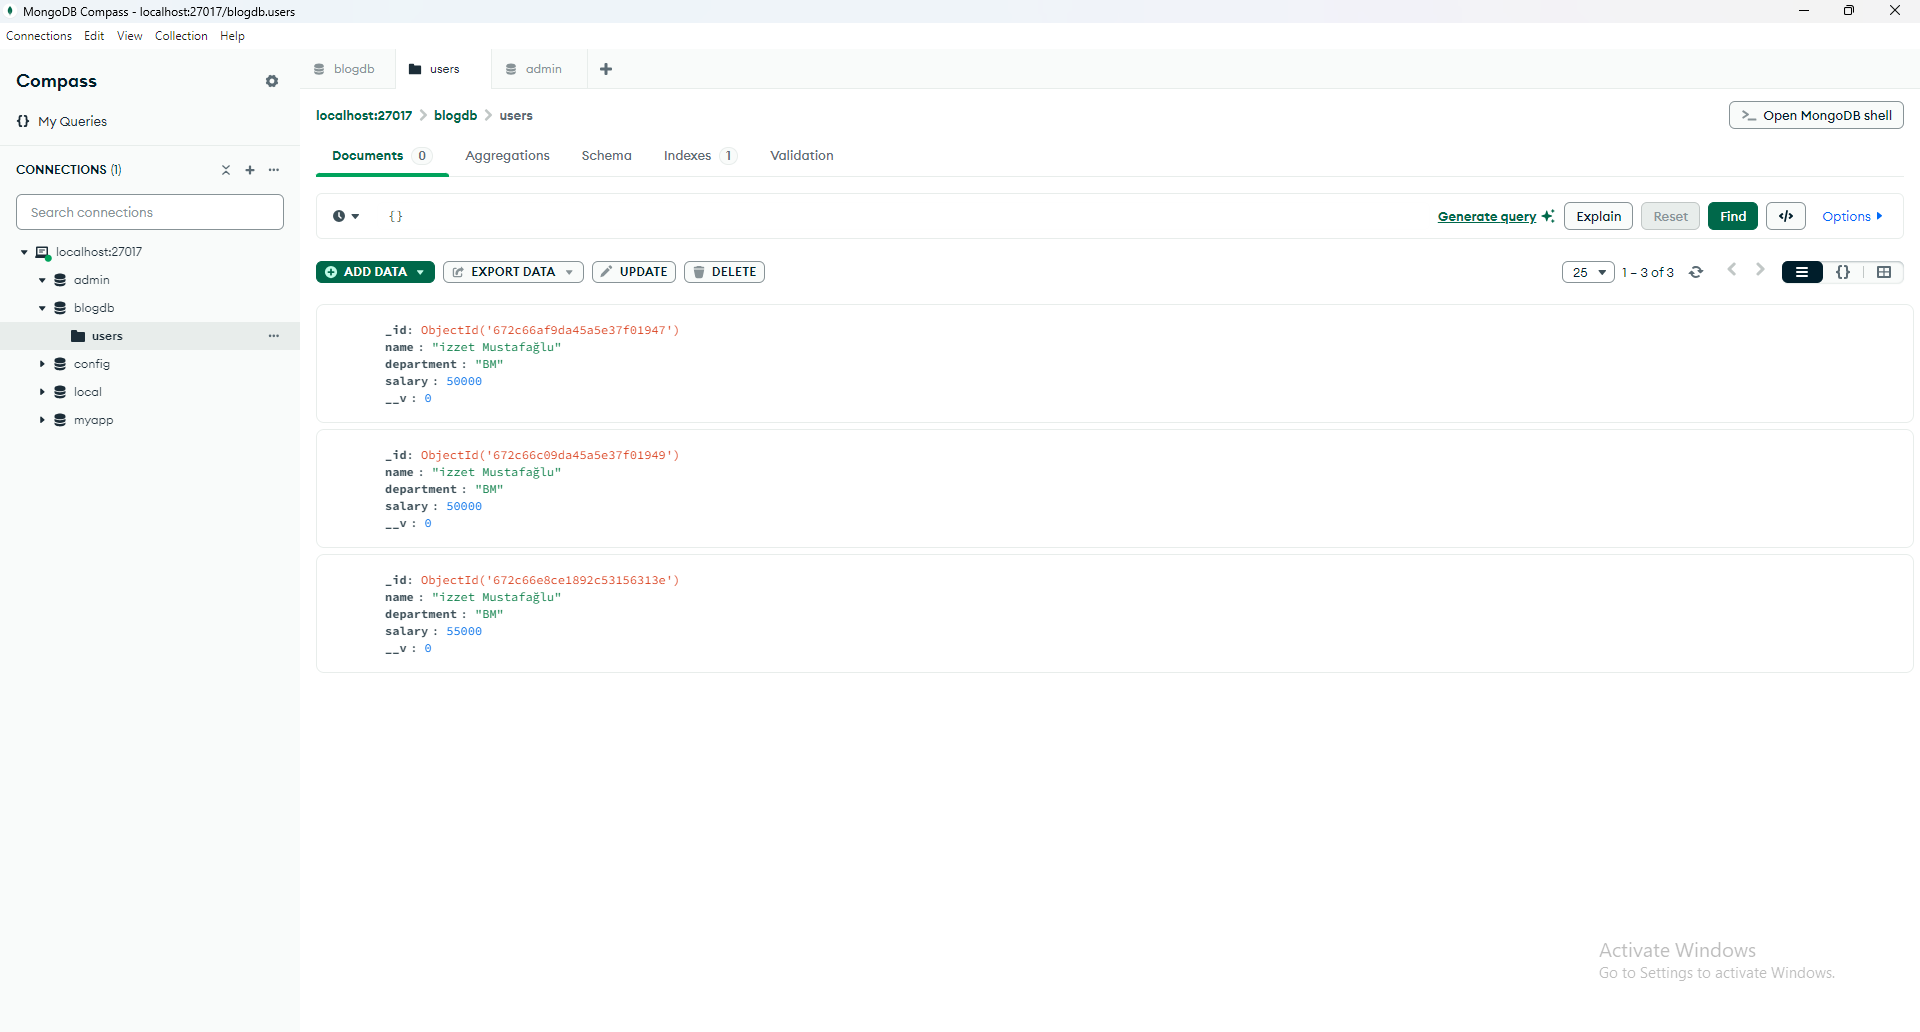 MongoDB Compass - localhost:27017/blogdb.users
Connections Edit View Collection Help
Compass
{} My Queries
CONNECTIONS (1)
Search connections
localhost:27017
admin
blogdb
users
config
local
myapp
blogdb users admin
localhost:27017 blogdb users
>_ Open MongoDB shell
Documents 0 Aggregations Schema Indexes 1 Validation
{}
Generate query Explain Reset Find </> Options
ADD DATA EXPORT DATA UPDATE DELETE
25 1 – 3 of 3 {}
_id: ObjectId('672c66af9da45a5e37f01947')
name : "izzet Mustafağlu"
department : "BM"
salary : 50000
__v : 0
_id: ObjectId('672c66c09da45a5e37f01949')
name : "izzet Mustafağlu"
department : "BM"
salary : 50000
__v : 0
_id: ObjectId('672c66e8ce1892c53156313e')
name : "izzet Mustafağlu"
department : "BM"
salary : 55000
__v : 0
Activate Windows
Go to Settings to activate Windows.